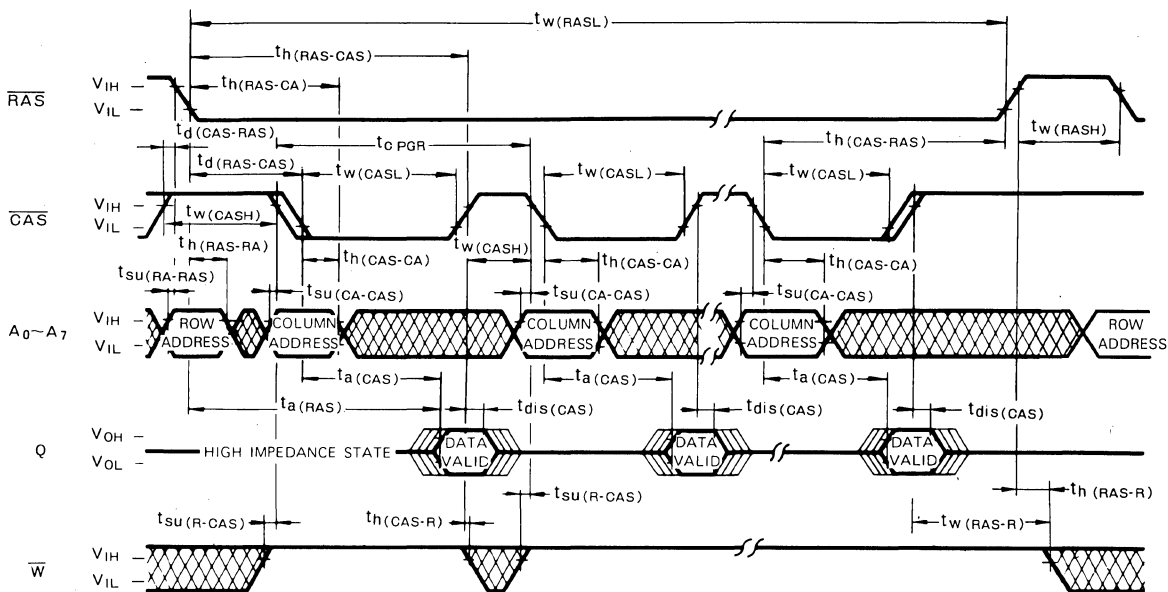 tw(RASL)
th(RAS-CAS)
th(RAS-CA)
RAS
VIH
VIL
td(CAS-RAS)
tC PGR
th(CAS-RAS)
tw(RASH)
td(RAS-CAS)
tw(CASL)
tw(CASL)
tw(CASL)
CAS
VIH
VIL
tw(CASH)
th(RAS-RA)
tw(CASH)
th(CAS-CA)
th(CAS-CA)
th(CAS-CA)
tsu(RA-RAS)
tsu(CA-CAS)
tsu(CA-CAS)
tsu(CA-CAS)
A0~A7
VIH
VIL
ROW ADDRESS
COLUMN ADDRESS
COLUMN ADDRESS
COLUMN ADDRESS
ROW ADDRESS
ta(CAS)
ta(CAS)
ta(CAS)
ta(RAS)
tdis(CAS)
tdis(CAS)
tdis(CAS)
Q
VOH
VOL
HIGH IMPEDANCE STATE
DATA VALID
DATA VALID
DATA VALID
tsu(R-CAS)
th(RAS-R)
tsu(R-CAS)
th(CAS-R)
tw(RAS-R)
W
VIH
VIL